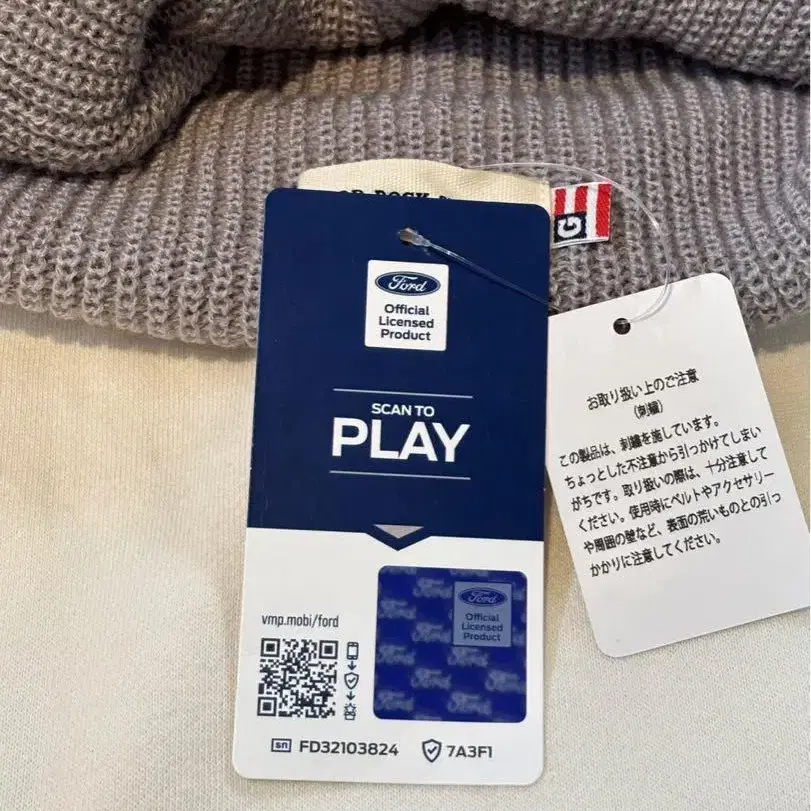 Ford
Official
Licensed
Product
SCAN TO
PLAY
vmp.mobi/ford
Ford
Official
Licensed
Product
sn FD32103824
7A3F1
G
お取り扱い上のご注意
(刺繍)
この製品は、刺繍を施しています。
ちょっとした不注意から引っかけてしまい
がちです。取り扱いの際は、十分注意して
ください。使用時にベルトやアクセサリー
や周囲の壁など、表面の荒いものとの引っ
かかりに注意してください。